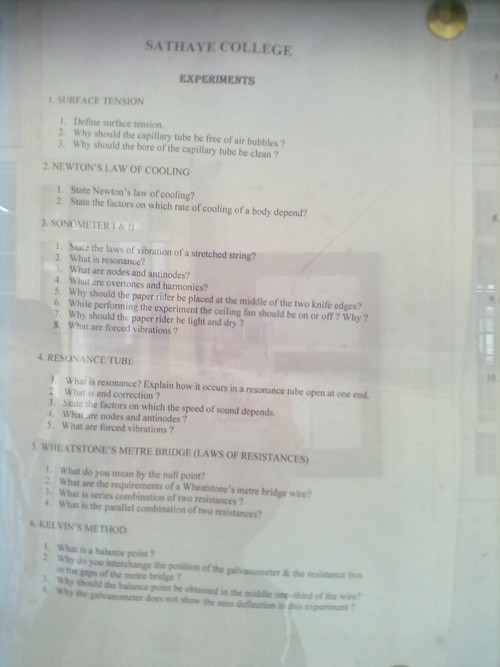 SATHAYE COLLEGE
EXPERIMENTS
1. SURFACE TENSION
1. Define surface tension.
2. Why should the capillary tube be free of air bubbles ?
3. Why should the bore of the capillary tube be clean ?
2. NEWTON'S LAW OF COOLING
1. State Newton's law of cooling?
2. State the factors on which rate of cooling of a body depend?
3. SONOMETER I & II
1. State the laws of vibration of a stretched string?
2. What is resonance?
3. What are nodes and antinodes?
4. What are overtones and harmonics?
5. Why should the paper rider be placed at the middle of the two knife edges?
6. While performing the experiment the ceiling fan should be on or off ? Why ?
7. Why should the paper rider be light and dry ?
8. What are forced vibrations ?
4. RESONANCE TUBE
1. What is resonance? Explain how it occurs in a resonance tube open at one end.
2. What is end correction ?
3. State the factors on which the speed of sound depends.
4. What are nodes and antinodes ?
5. What are forced vibrations ?
5. WHEATSTONE'S METRE BRIDGE (LAWS OF RESISTANCES)
1. What do you mean by the null point?
2. What are the requirements of a Wheatstone's metre bridge wire?
3. What is series combination of two resistances ?
4. What is the parallel combination of two resistances?
6. KELVIN'S METHOD
1. What is a balance point ?
2. Why do you interchange the position of the galvanometer & the resistance box
in the gaps of the metre bridge ?
3. Why should the balance point be obtained in the middle one-third of the wire?
4. Why the galvanometer does not show the zero deflection in this experiment ?